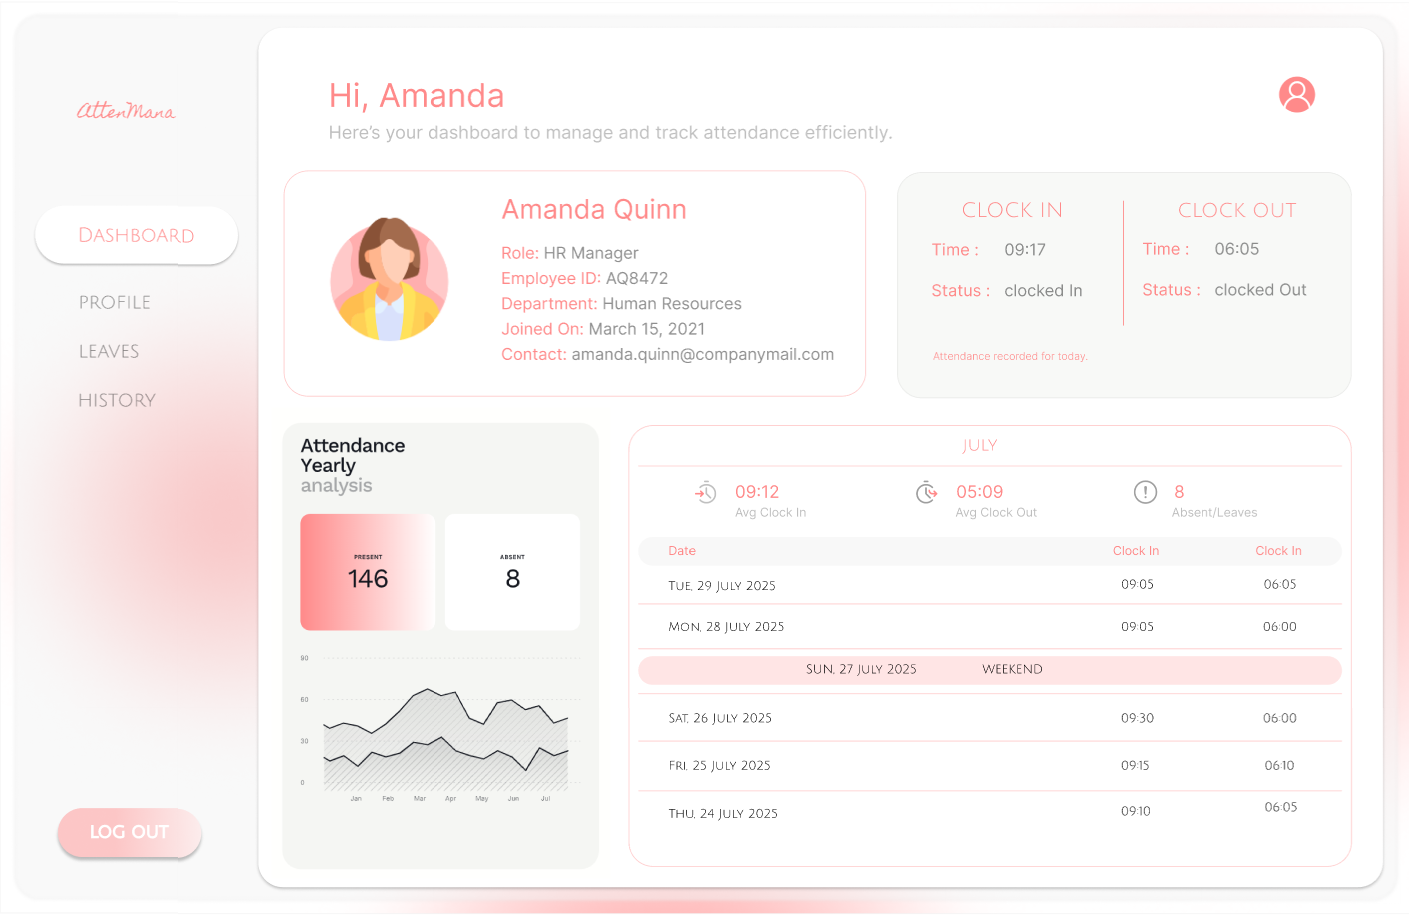 AttenMana
DASHBOARD
PROFILE
LEAVES
HISTORY
LOG OUT
Hi, Amanda
Here's your dashboard to manage and track attendance efficiently.
Amanda Quinn
Role: HR Manager
Employee ID: AQ8472
Department: Human Resources
Joined On: March 15, 2021
Contact: amanda.quinn@companymail.com
CLOCK IN
Time : 09:17
Status : clocked In
CLOCK OUT
Time : 06:05
Status : clocked Out
Attendance recorded for today.
Attendance
Yearly
analysis
PRESENT
146
ABSENT
8
90
60
30
0
Jan Feb Mar Apr May Jun Jul
JULY
09:12
Avg Clock In
05:09
Avg Clock Out
8
Absent/Leaves
Date Clock In Clock In
TUE, 29 JULY 2025 09:05 06:05
MON, 28 JULY 2025 09:05 06:00
SUN, 27 JULY 2025 WEEKEND
SAT, 26 JULY 2025 09:30 06:00
FRI, 25 JULY 2025 09:15 06:10
THU, 24 JULY 2025 09:10 06:05